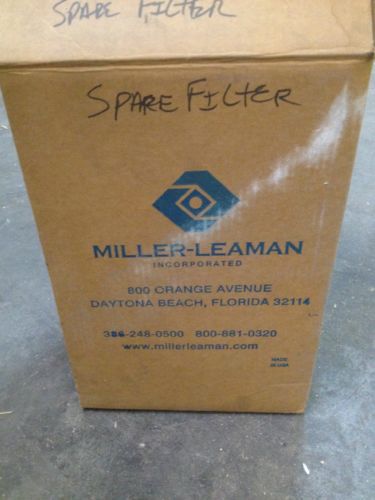 SPARE FILTER
SPARE FILTER
MILLER-LEAMAN
INCORPORATED
800 ORANGE AVENUE
DAYTONA BEACH, FLORIDA 32114
386-248-0500 800-881-0320
www.millerleaman.com
MADE
IN USA